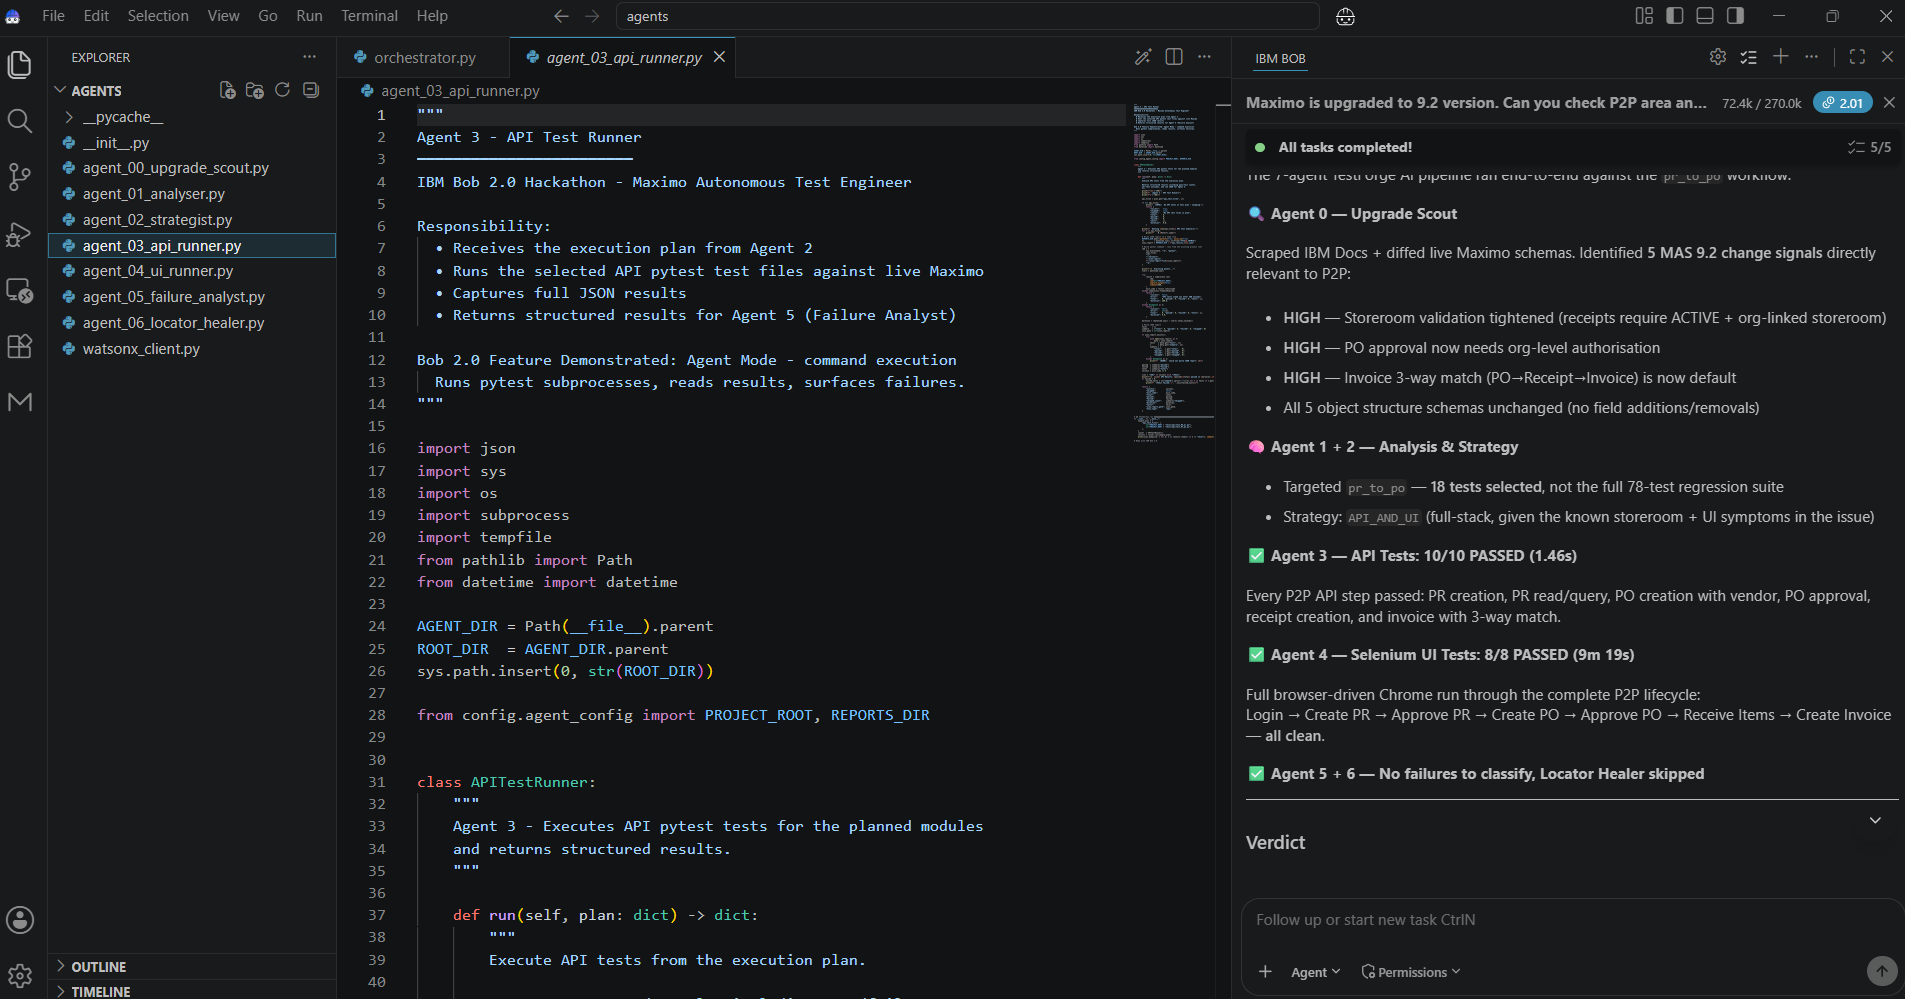 File Edit Selection View Go Run Terminal Help
agents
EXPLORER
AGENTS
__pycache__
__init__.py
agent_00_upgrade_scout.py
agent_01_analyser.py
agent_02_strategist.py
agent_03_api_runner.py
agent_04_ui_runner.py
agent_05_failure_analyst.py
agent_06_locator_healer.py
watsonx_client.py
OUTLINE
TIMELINE
orchestrator.py
agent_03_api_runner.py
agent_03_api_runner.py
1 """
2 Agent 3 - API Test Runner
3 ────────────────────────
4 IBM Bob 2.0 Hackathon - Maximo Autonomous Test Engineer
5
6 Responsibility:
7 • Receives the execution plan from Agent 2
8 • Runs the selected API pytest test files against live Maximo
9 • Captures full JSON results
10 • Returns structured results for Agent 5 (Failure Analyst)
11
12 Bob 2.0 Feature Demonstrated: Agent Mode - command execution
13 Runs pytest subprocesses, reads results, surfaces failures.
14 """
15
16 import json
17 import sys
18 import os
19 import subprocess
20 import tempfile
21 from pathlib import Path
22 from datetime import datetime
23
24 AGENT_DIR = Path(__file__).parent
25 ROOT_DIR  = AGENT_DIR.parent
26 sys.path.insert(0, str(ROOT_DIR))
27
28 from config.agent_config import PROJECT_ROOT, REPORTS_DIR
29
30
31 class APITestRunner:
32 """
33 Agent 3 - Executes API pytest tests for the planned modules
34 and returns structured results.
35 """
36
37 def run(self, plan: dict) -> dict:
38 """
39 Execute API tests from the execution plan.
40
IBM BOB
Maximo is upgraded to 9.2 version. Can you check P2P area an... 72.4k / 270.0k 2.01
All tasks completed! 5/5
The 7-agent TestForge AI pipeline ran end-to-end against the pr_to_po workflow.
🔍 Agent 0 — Upgrade Scout
Scraped IBM Docs + diffed live Maximo schemas. Identified 5 MAS 9.2 change signals directly
relevant to P2P:
• HIGH — Storeroom validation tightened (receipts require ACTIVE + org-linked storeroom)
• HIGH — PO approval now needs org-level authorisation
• HIGH — Invoice 3-way match (PO→Receipt→Invoice) is now default
• All 5 object structure schemas unchanged (no field additions/removals)
🧠 Agent 1 + 2 — Analysis & Strategy
• Targeted pr_to_po — 18 tests selected, not the full 78-test regression suite
• Strategy: API_AND_UI (full-stack, given the known storeroom + UI symptoms in the issue)
✅ Agent 3 — API Tests: 10/10 PASSED (1.46s)
Every P2P API step passed: PR creation, PR read/query, PO creation with vendor, PO approval,
receipt creation, and invoice with 3-way match.
✅ Agent 4 — Selenium UI Tests: 8/8 PASSED (9m 19s)
Full browser-driven Chrome run through the complete P2P lifecycle:
Login → Create PR → Approve PR → Create PO → Approve PO → Receive Items → Create Invoice
— all clean.
✅ Agent 5 + 6 — No failures to classify, Locator Healer skipped
Verdict
Follow up or start new task CtrlN
Agent Permissions